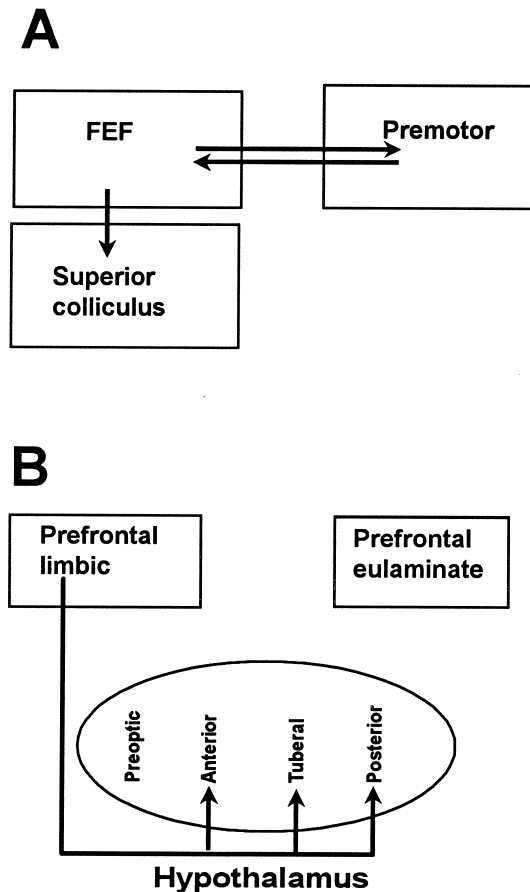 A
FEF
Premotor
Superior
colliculus
B
Prefrontal
limbic
Prefrontal
eulaminate
Preoptic
Anterior
Tuberal
Posterior
Hypothalamus